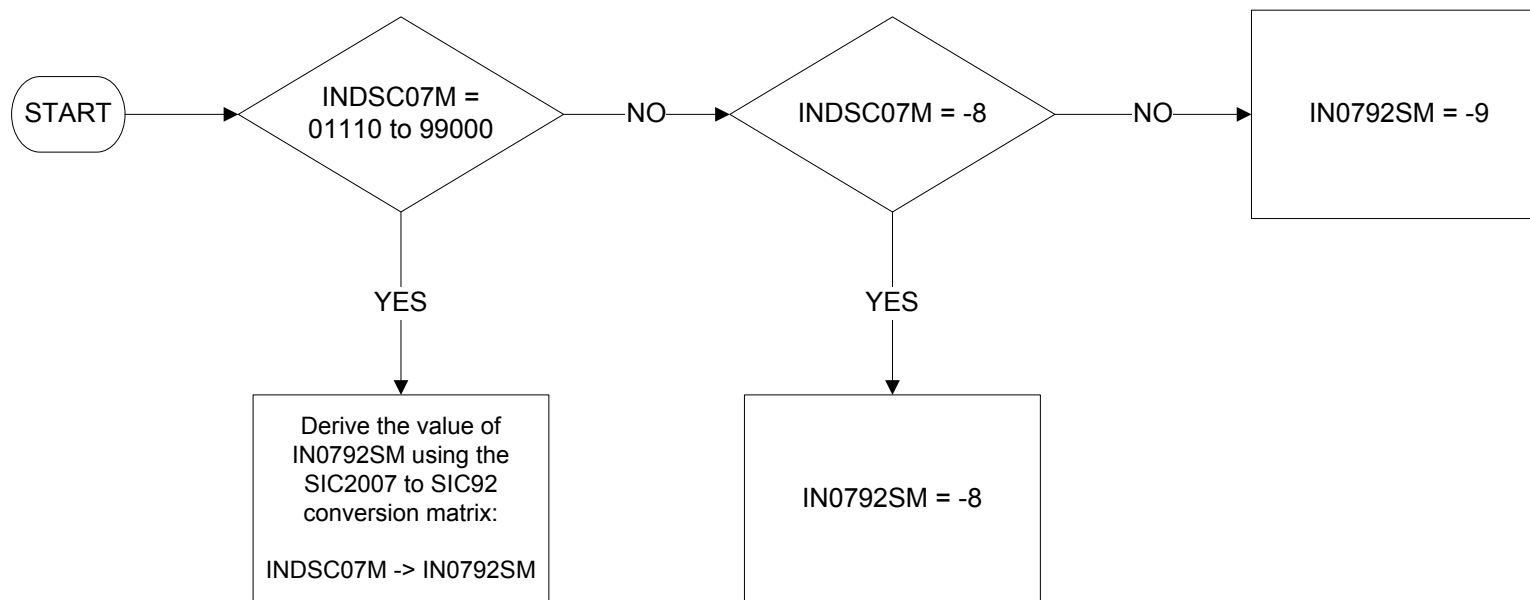 START
INDSC07M =
01110 to 99000
NO
INDSC07M = -8
NO
IN0792SM = -9
YES
YES
Derive the value of
IN0792SM using the
SIC2007 to SIC92
conversion matrix:
INDSC07M -> IN0792SM
IN0792SM = -8